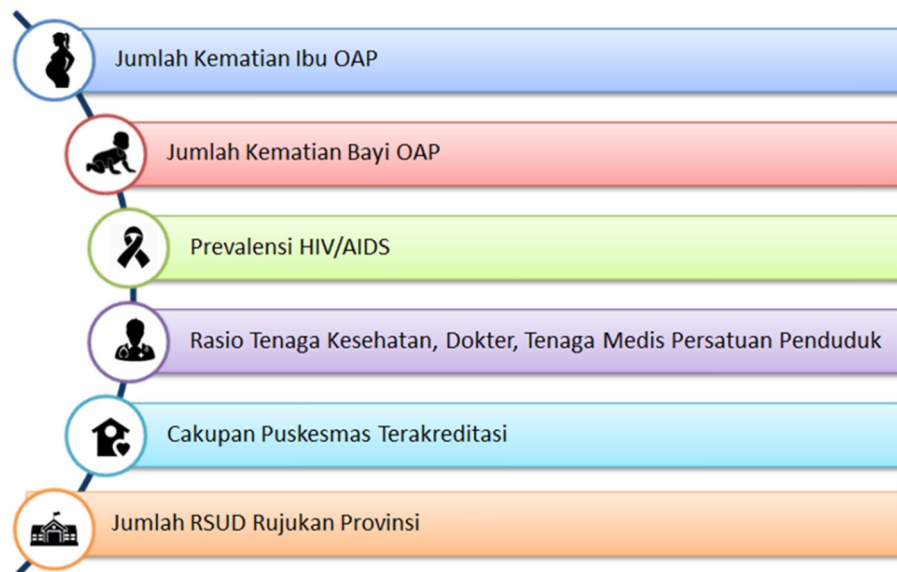 Jumlah Kematian Ibu OAP
Jumlah Kematian Bayi OAP
Prevalensi HIV/AIDS
Rasio Tenaga Kesehatan, Dokter, Tenaga Medis Persatuan Penduduk
Cakupan Puskesmas Terakreditasi
Jumlah RSUD Rujukan Provinsi